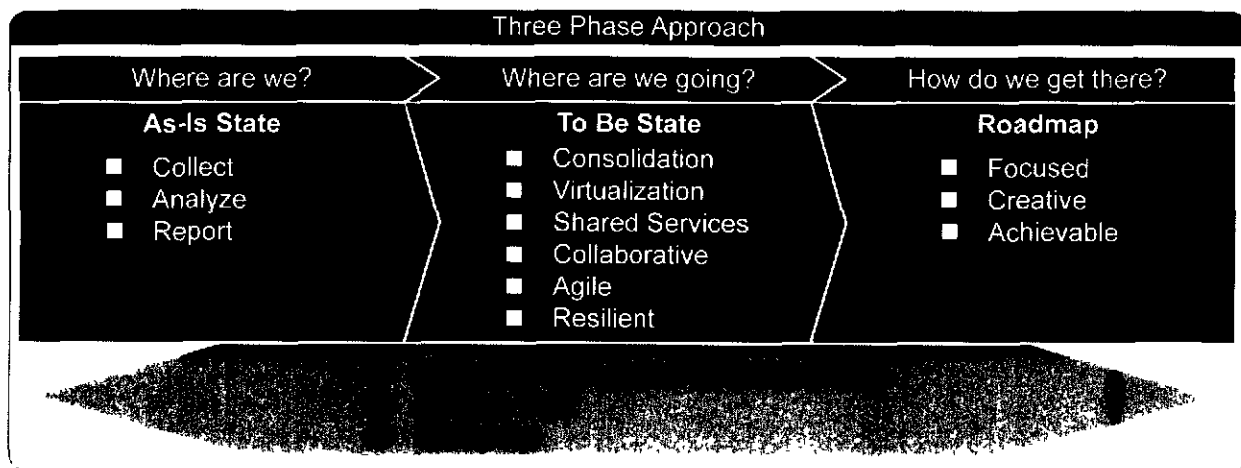 Three Phase Approach
Where are we?
Where are we going?
How do we get there?
As-Is State
Collect
Analyze
Report
To Be State
Consolidation
Virtualization
Shared Services
Collaborative
Agile
Resilient
Roadmap
Focused
Creative
Achievable